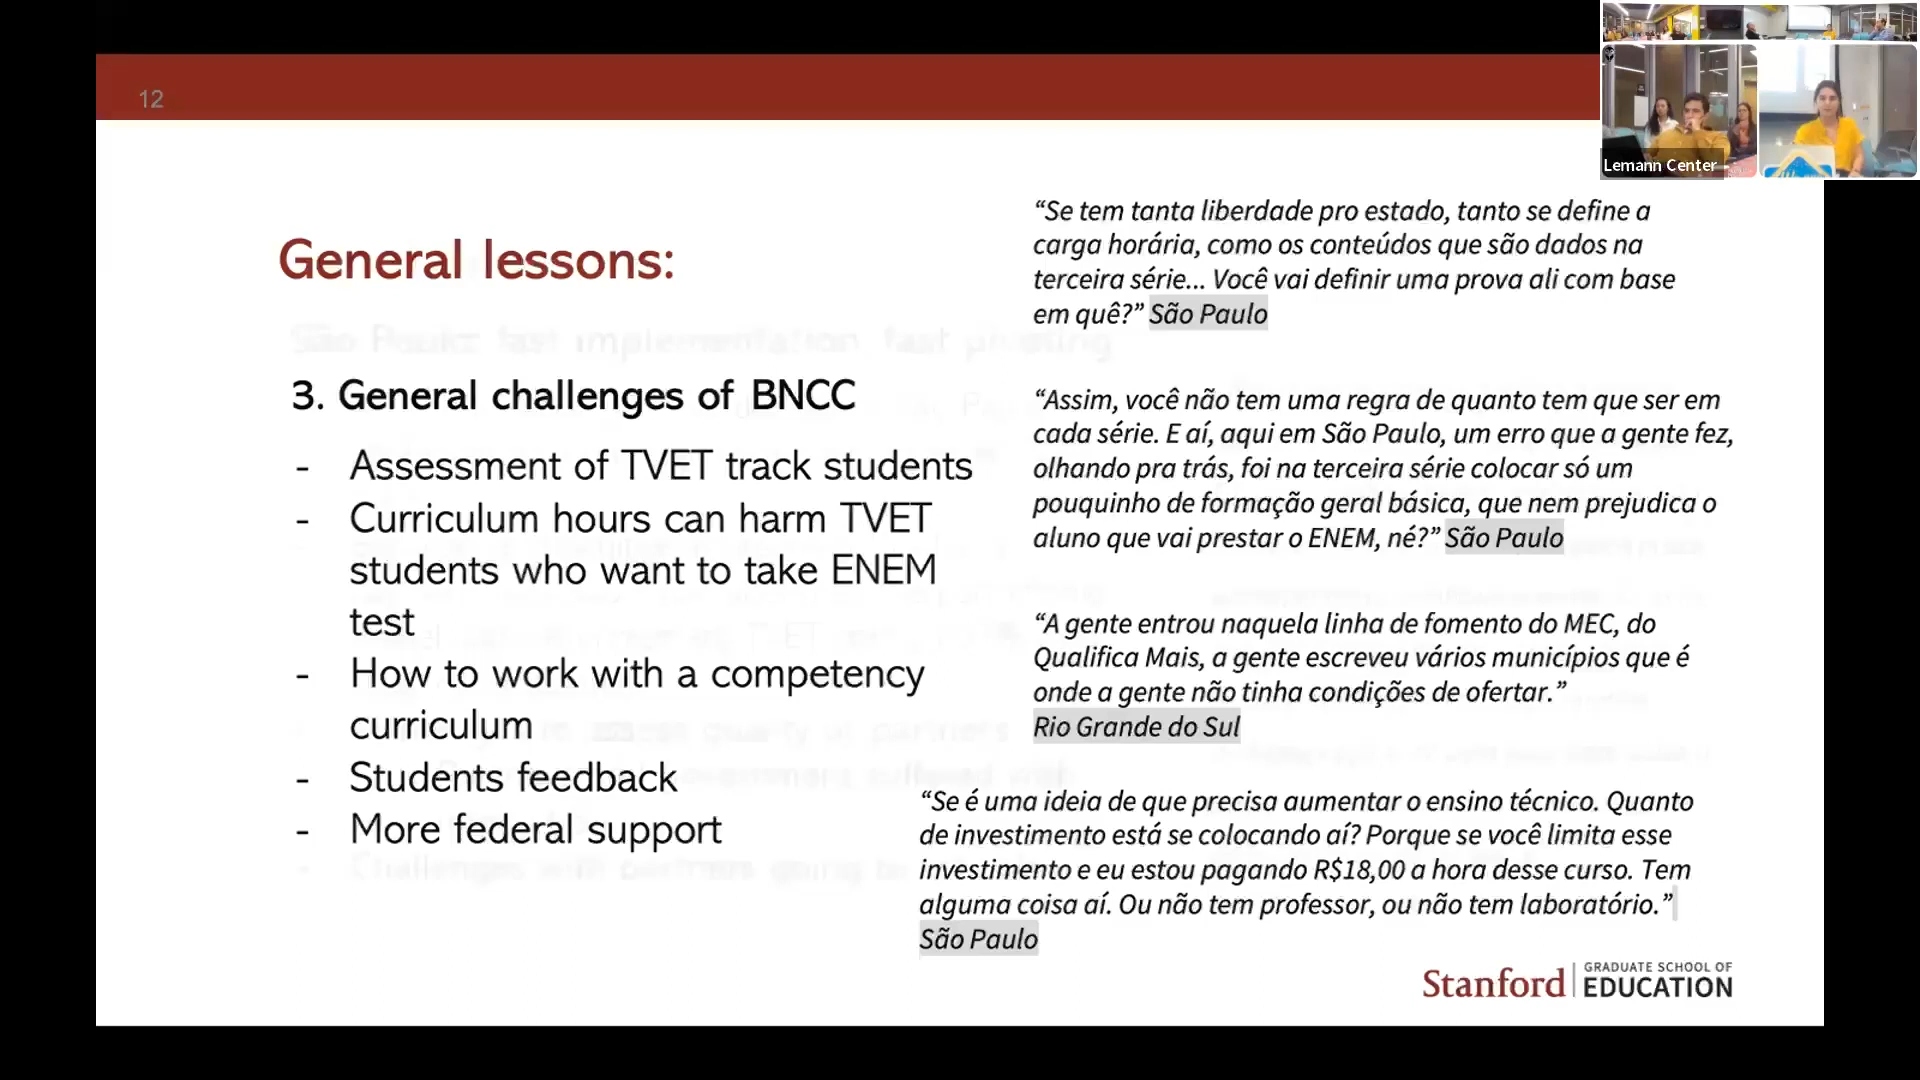 12
Lemann Center
General lessons:
3. General challenges of BNCC
- Assessment of TVET track students
- Curriculum hours can harm TVET
students who want to take ENEM
test
- How to work with a competency
curriculum
- Students feedback
- More federal support
“Se tem tanta liberdade pro estado, tanto se define a
carga horária, como os conteúdos que são dados na
terceira série... Você vai definir uma prova ali com base
em quê?” São Paulo
“Assim, você não tem uma regra de quanto tem que ser em
cada série. E aí, aqui em São Paulo, um erro que a gente fez,
olhando pra trás, foi na terceira série colocar só um
pouquinho de formação geral básica, que nem prejudica o
aluno que vai prestar o ENEM, né?” São Paulo
“A gente entrou naquela linha de fomento do MEC, do
Qualifica Mais, a gente escreveu vários municípios que é
onde a gente não tinha condições de ofertar.”
Rio Grande do Sul
“Se é uma ideia de que precisa aumentar o ensino técnico. Quanto
de investimento está se colocando aí? Porque se você limita esse
investimento e eu estou pagando R$18,00 a hora desse curso. Tem
alguma coisa aí. Ou não tem professor, ou não tem laboratório.”
São Paulo
Stanford
GRADUATE SCHOOL OF
EDUCATION